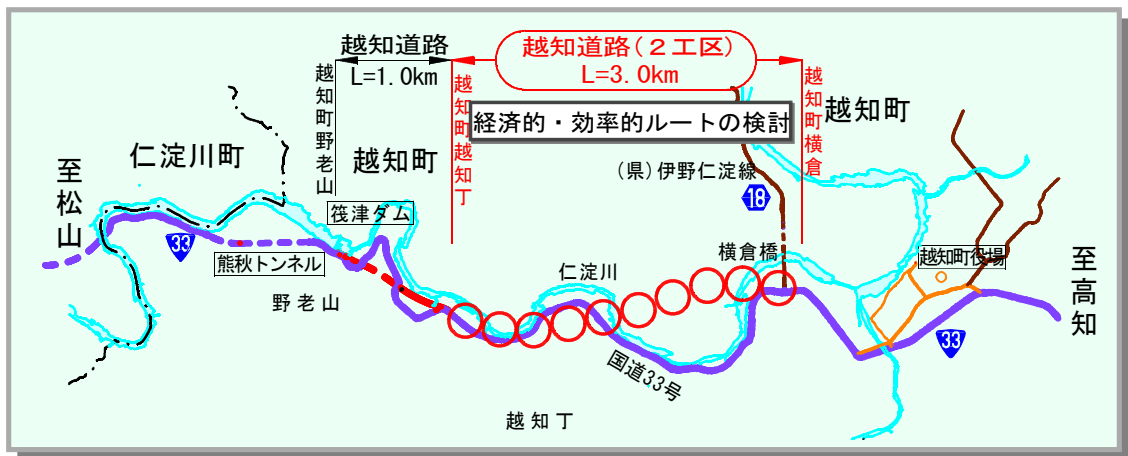 越知道路
L=1.0km
越知道路(2工区)
L=3.0km
越知町野老山
越知町越知丁
越知町横倉
経済的・効率的ルートの検討
越知町
仁淀川町
越知町
至松山
(県)伊野仁淀線
18
筏津ダム
33
熊秋トンネル
野老山
仁淀川
横倉橋
越知町役場
至高知
33
国道33号
越知丁